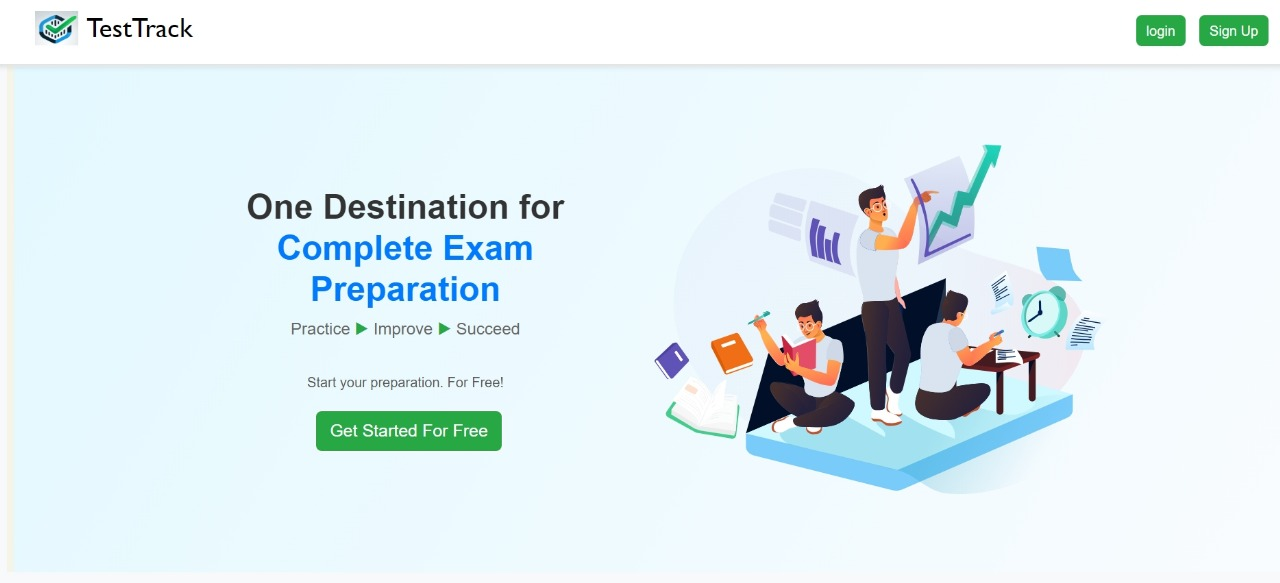 TestTrack
login
Sign Up
One Destination for
Complete Exam
Preparation
Practice ▶ Improve ▶ Succeed
Start your preparation. For Free!
Get Started For Free